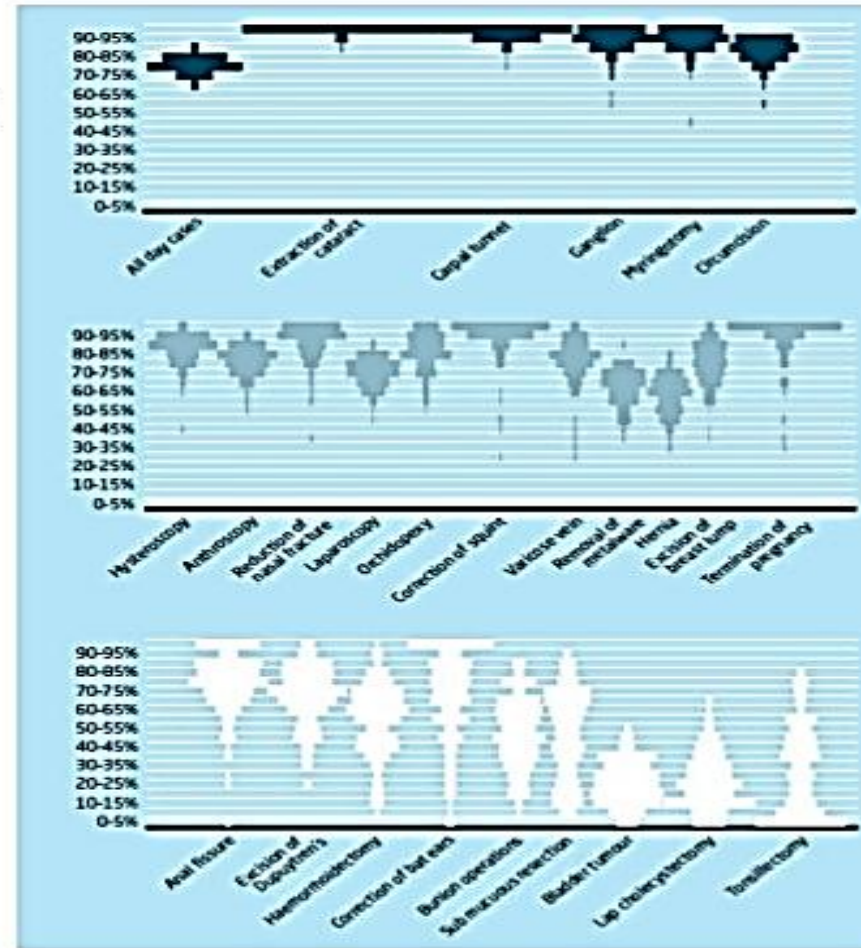 90-95%
80-85%
70-75%
60-65%
50-55%
40-45%
30-35%
20-25%
10-15%
0-5%
All day cases
Extraction of
cataract
Carpal tunnel
Ganglion
Myringotomy
Circumcision
90-95%
80-85%
70-75%
60-65%
50-55%
40-45%
30-35%
20-25%
10-15%
0-5%
Hysteroscopy
Arthroscopy
Reduction of
nasal fracture
Laparoscopy
Orchidopexy
Correction of squint
Varicose vein
Removal of
metalware
Hernia
Excision of
breast lump
Termination of
pregnancy
90-95%
80-85%
70-75%
60-65%
50-55%
40-45%
30-35%
20-25%
10-15%
0-5%
Anal fissure
Excision of
Dupuytren's
Haemorrhoidectomy
Correction of bat ears
Bunion operations
Sub mucuous resection
Bladder tumour
Lap cholecystectomy
Tonsillectomy